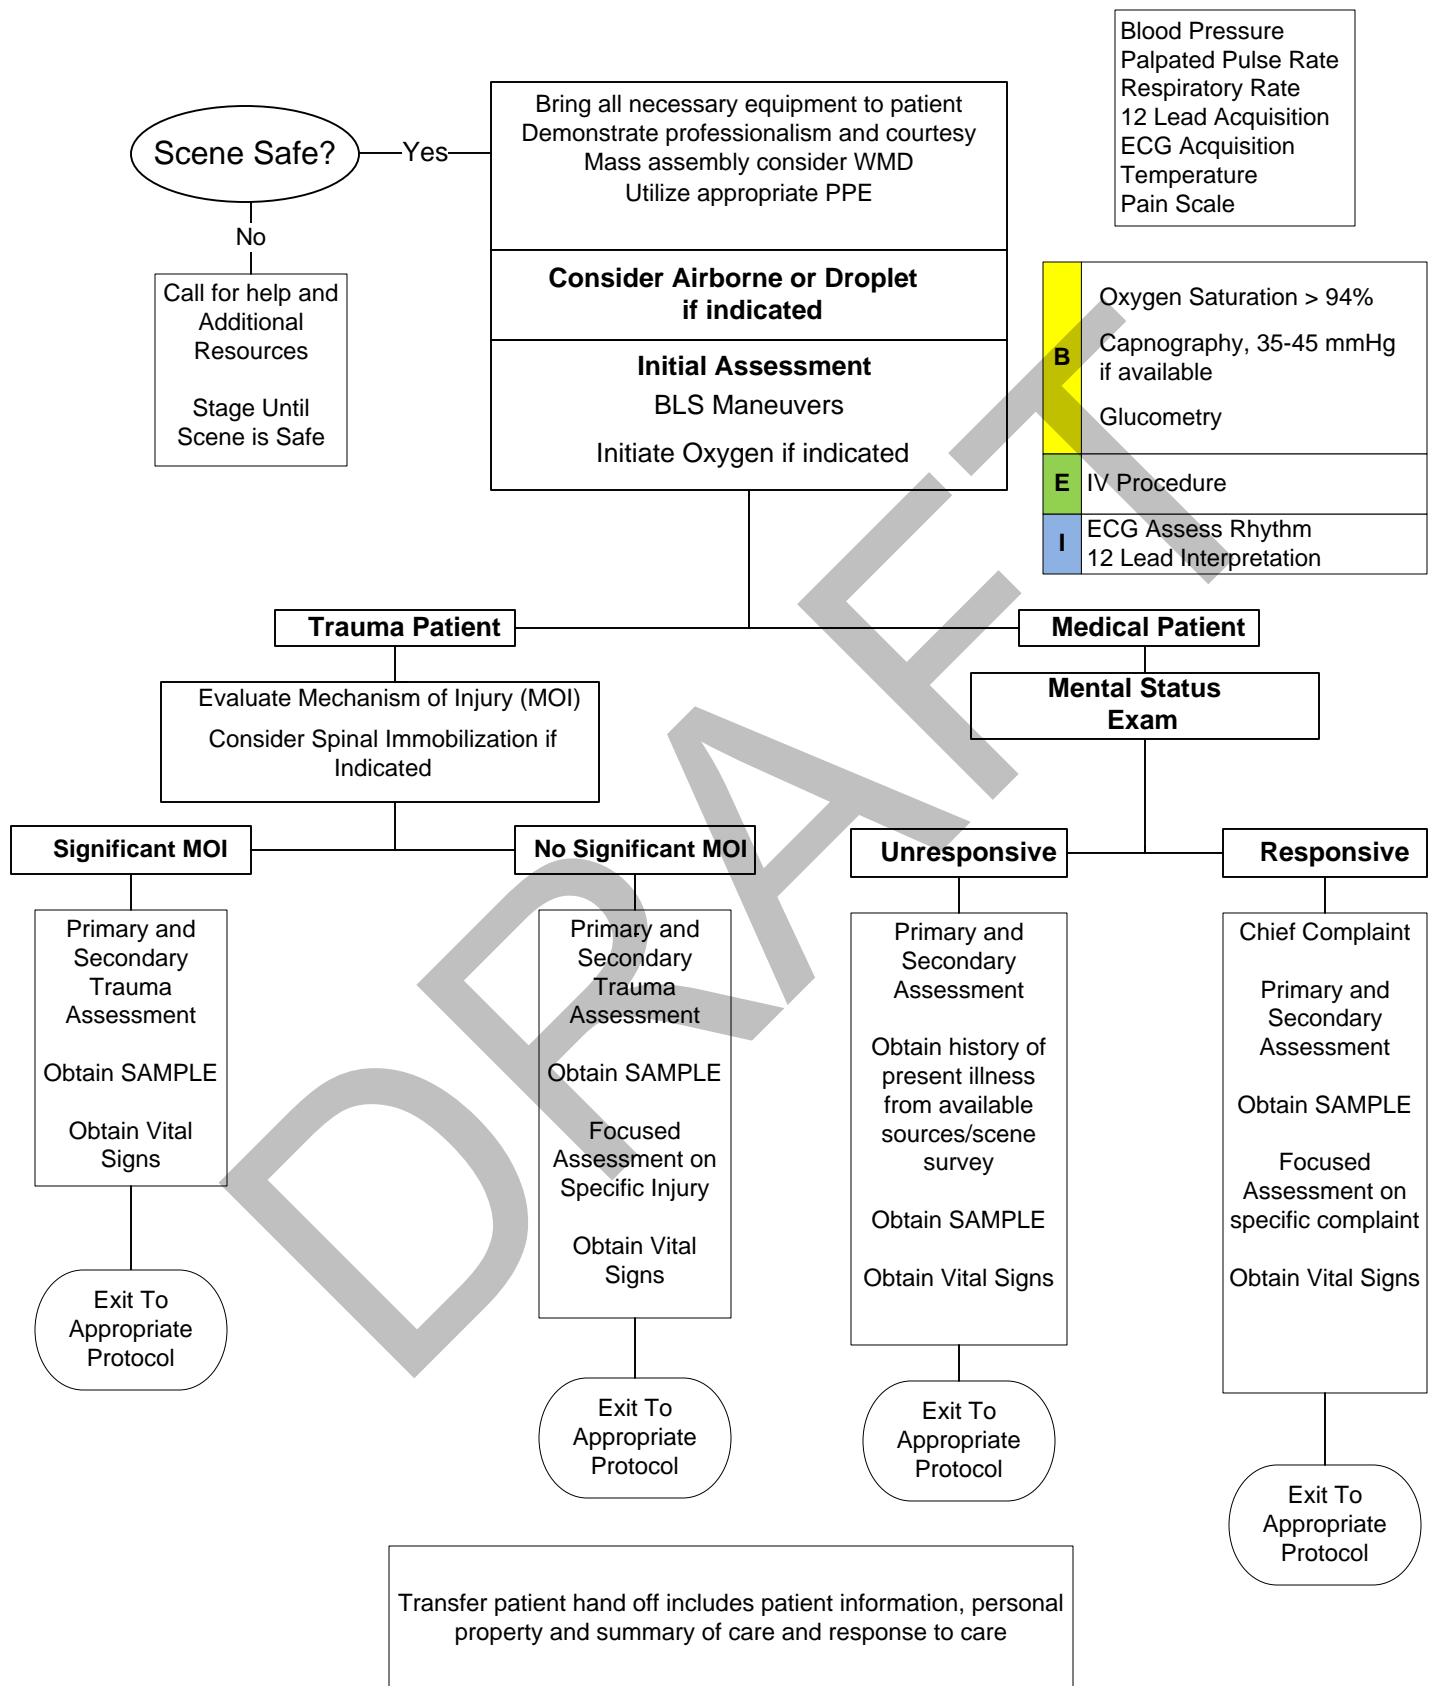 Blood Pressure
Palpated Pulse Rate
Respiratory Rate
12 Lead Acquisition
ECG Acquisition
Temperature
Pain Scale
Scene Safe?
Yes
No
Call for help and
Additional
Resources
Stage Until
Scene is Safe
Bring all necessary equipment to patient
Demonstrate professionalism and courtesy
Mass assembly consider WMD
Utilize appropriate PPE
Consider Airborne or Droplet
if indicated
Initial Assessment
BLS Maneuvers
Initiate Oxygen if indicated
B
Oxygen Saturation > 94%
Capnography, 35-45 mmHg
if available
Glucometry
E
IV Procedure
I
ECG Assess Rhythm
12 Lead Interpretation
Trauma Patient
Evaluate Mechanism of Injury (MOI)
Consider Spinal Immobilization if
Indicated
Significant MOI
Primary and
Secondary
Trauma
Assessment
Obtain SAMPLE
Obtain Vital
Signs
Exit To
Appropriate
Protocol
No Significant MOI
Primary and
Secondary
Trauma
Assessment
Obtain SAMPLE
Focused
Assessment on
Specific Injury
Obtain Vital
Signs
Exit To
Appropriate
Protocol
Medical Patient
Mental Status
Exam
Unresponsive
Primary and
Secondary
Assessment
Obtain history of
present illness
from available
sources/scene
survey
Obtain SAMPLE
Obtain Vital Signs
Exit To
Appropriate
Protocol
Responsive
Chief Complaint
Primary and
Secondary
Assessment
Obtain SAMPLE
Focused
Assessment on
specific complaint
Obtain Vital Signs
Exit To
Appropriate
Protocol
Transfer patient hand off includes patient information, personal
property and summary of care and response to care
DRAFT